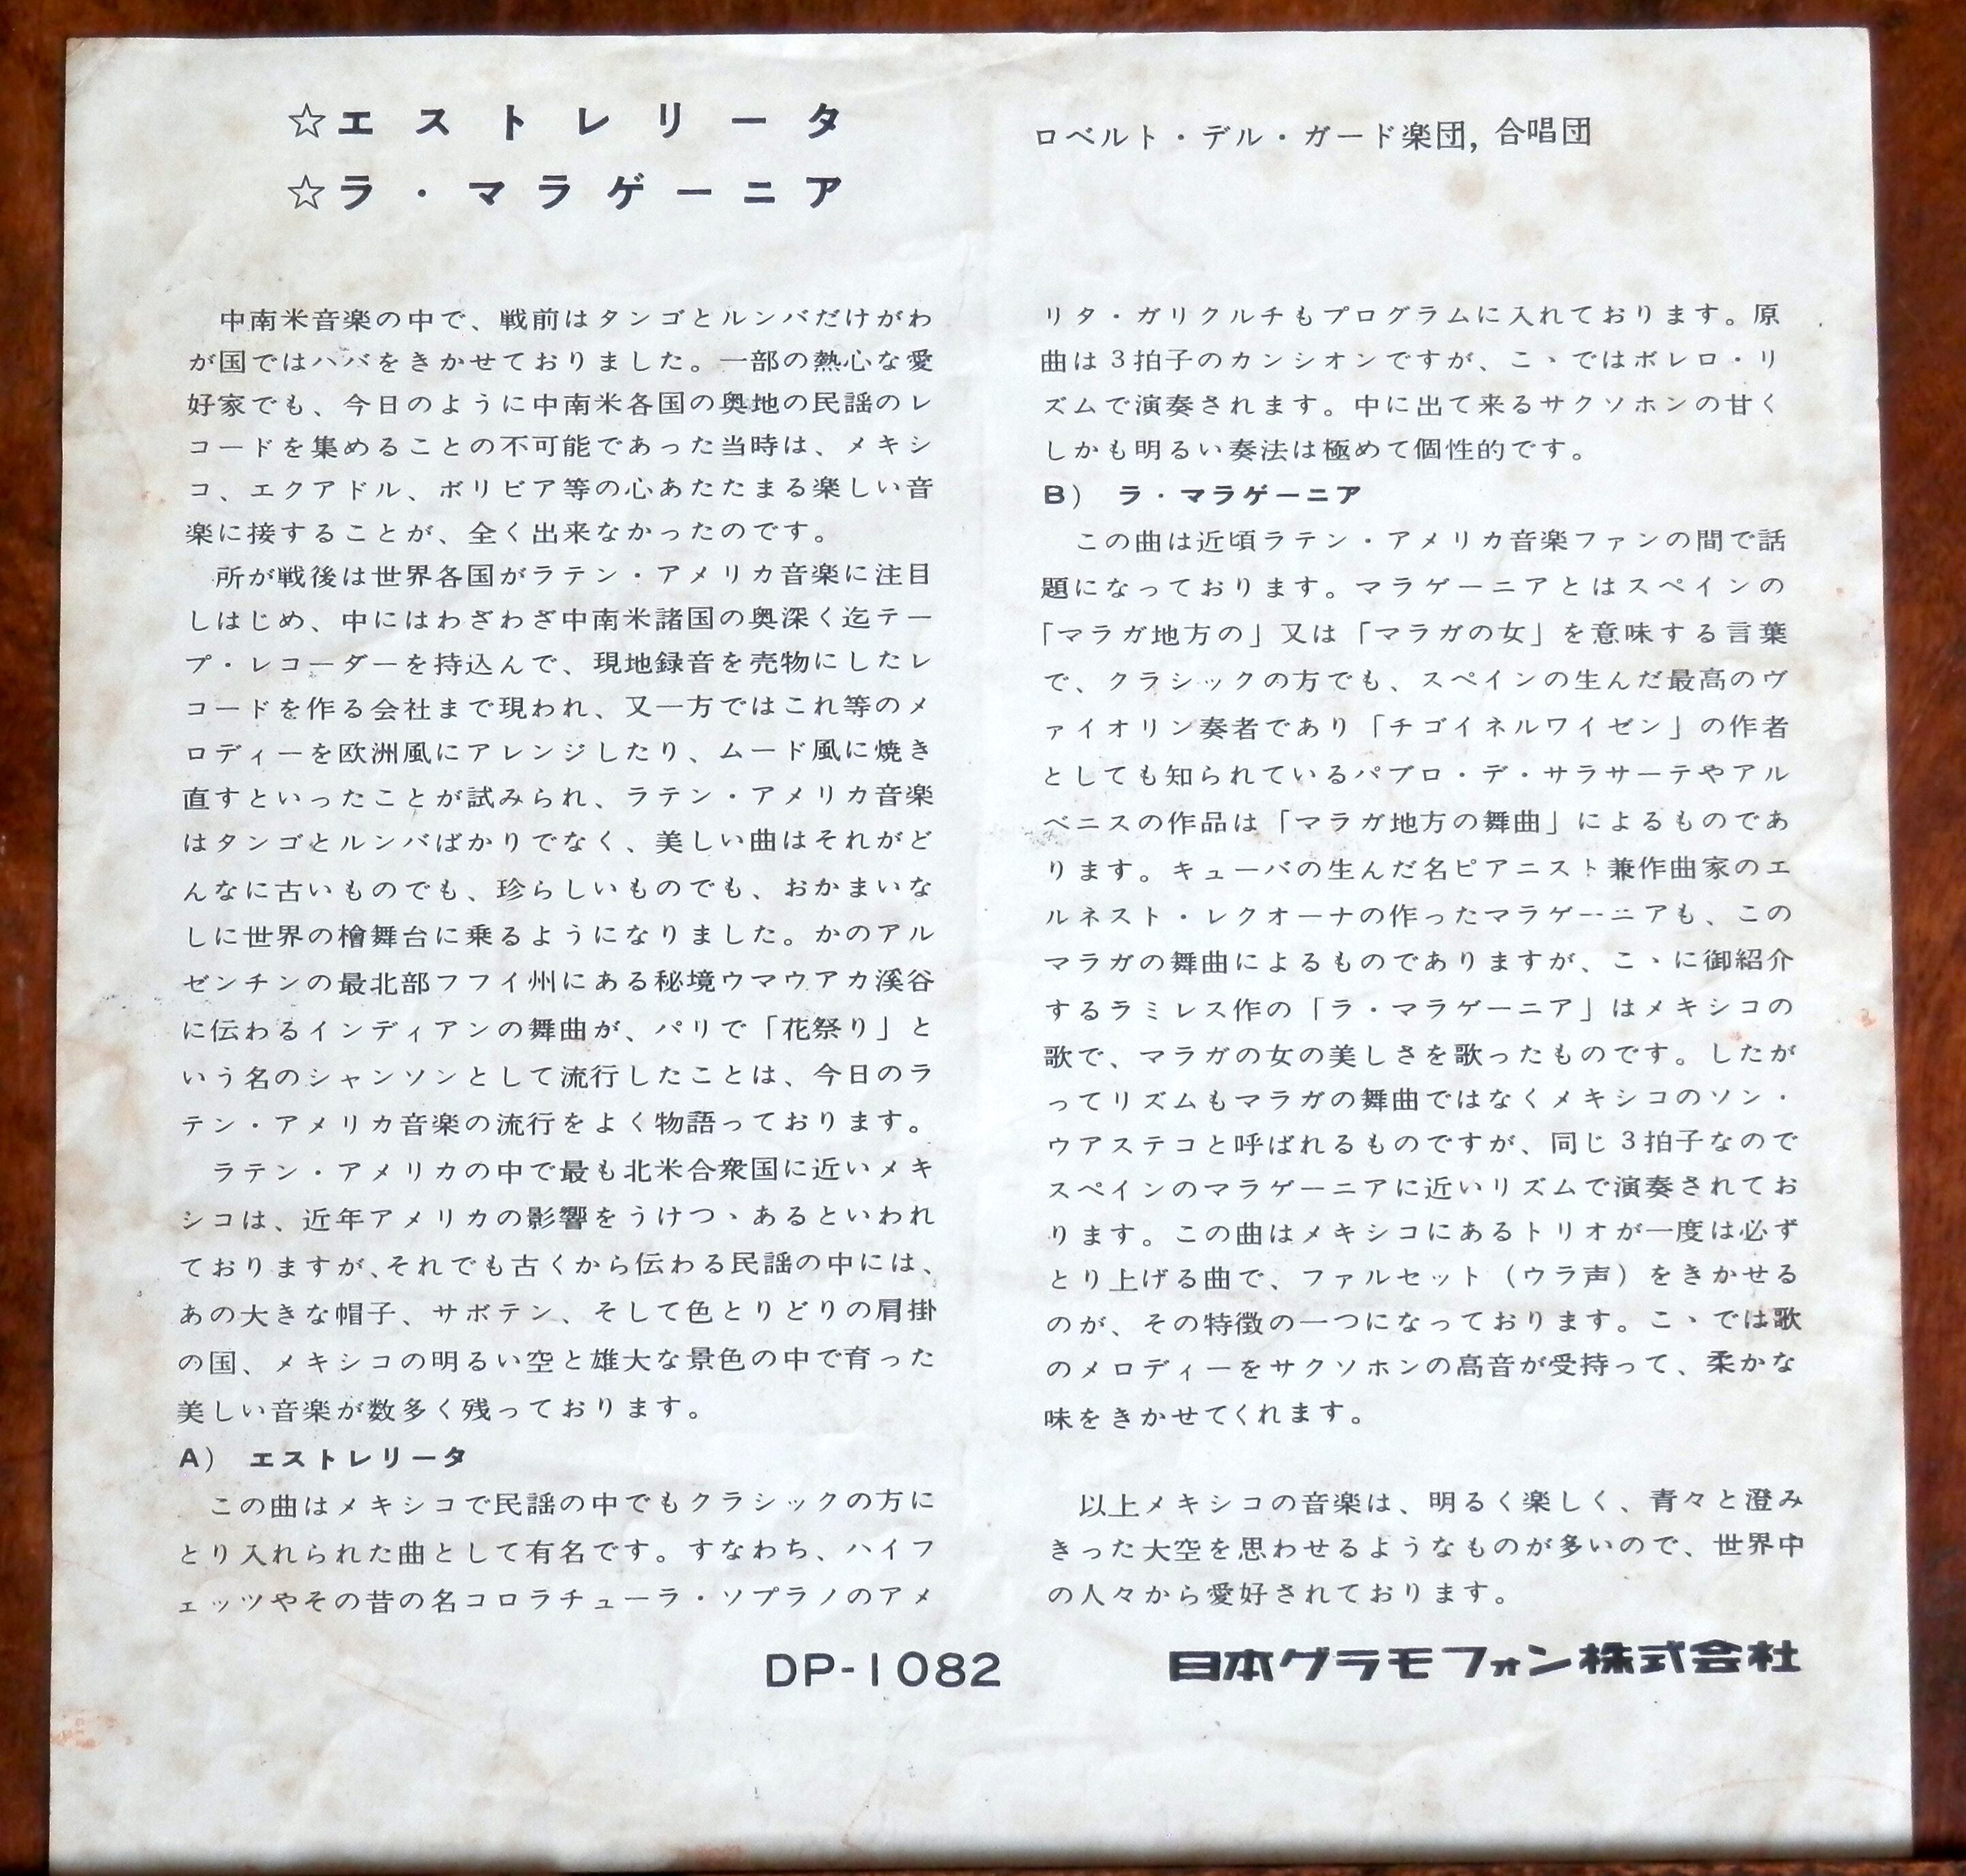 ☆エストレリータ
☆ラ・マラゲーニア
ロベルト・デル・ガード楽団, 合唱団
中南米音楽の中で、戦前はタンゴとルンバだけがわ
が国ではハバをきかせておりました。一部の熱心な愛
好家でも、今日のように中南米各国の奥地の民謡のレ
コードを集めることの不可能であった当時は、メキシ
コ、エクアドル、ボリビア等の心あたたまる楽しい音
楽に接することが、全く出来なかったのです。
所が戦後は世界各国がラテン・アメリカ音楽に注目
しはじめ、中にはわざわざ中南米諸国の奥深く迄テー
プ・レコーダーを持込んで、現地録音を売物にしたレ
コードを作る会社まで現われ、又一方ではこれ等のメ
ロディーを欧洲風にアレンジしたり、ムード風に焼き
直すといったことが試みられ、ラテン・アメリカ音楽
はタンゴとルンバばかりでなく、美しい曲はそれがど
んなに古いものでも、珍らしいものでも、おかまいな
しに世界の檜舞台に乗るようになりました。かのアル
ゼンチンの最北部フフイ州にある秘境ウマウアカ溪谷
に伝わるインディアンの舞曲が、パリで「花祭り」と
いう名のシャンソンとして流行したことは、今日のラ
テン・アメリカ音楽の流行をよく物語っております。
ラテン・アメリカの中で最も北米合衆国に近いメキ
シコは、近年アメリカの影響をうけつゝあるといわれ
ておりますが、それでも古くから伝わる民謡の中には、
あの大きな帽子、サボテン、そして色とりどりの肩掛
の国、メキシコの明るい空と雄大な景色の中で育った
美しい音楽が数多く残っております。
A) エストレリータ
この曲はメキシコで民謡の中でもクラシックの方に
とり入れられた曲として有名です。すなわち、ハイフ
ェッツやその昔の名コロラチューラ・ソプラノのアメ
リタ・ガリクルチもプログラムに入れております。原
曲は3拍子のカンシオンですが、こゝではボレロ・リ
ズムで演奏されます。中に出て来るサクソホンの甘く
しかも明るい奏法は極めて個性的です。
B) ラ・マラゲーニア
この曲は近頃ラテン・アメリカ音楽ファンの間で話
題になっております。マラゲーニアとはスペインの
「マラガ地方の」又は「マラガの女」を意味する言葉
で、クラシックの方でも、スペインの生んだ最高のヴ
ァイオリン奏者であり「チゴイネルワイゼン」の作者
としても知られているパブロ・デ・サラサーテやアル
ベニスの作品は「マラガ地方の舞曲」によるものであ
ります。キューバの生んだ名ピアニスト兼作曲家のエ
ルネスト・レクオーナの作ったマラゲーニアも、この
マラガの舞曲によるものでありますが、こゝに御紹介
するラミレス作の「ラ・マラゲーニア」はメキシコの
歌で、マラガの女の美しさを歌ったものです。したが
ってリズムもマラガの舞曲ではなくメキシコのソン・
ウアステコと呼ばれるものですが、同じ3拍子なので
スペインのマラゲーニアに近いリズムで演奏されてお
ります。この曲はメキシコにあるトリオが一度は必ず
とり上げる曲で、ファルセット（ウラ声）をきかせる
のが、その特徴の一つになっております。こゝでは歌
のメロディーをサクソホンの高音が受持って、柔かな
味をきかせてくれます。
以上メキシコの音楽は、明るく楽しく、青々と澄み
きった大空を思わせるようなものが多いので、世界中
の人々から愛好されております。
DP-1082
日本グラモフォン株式会社